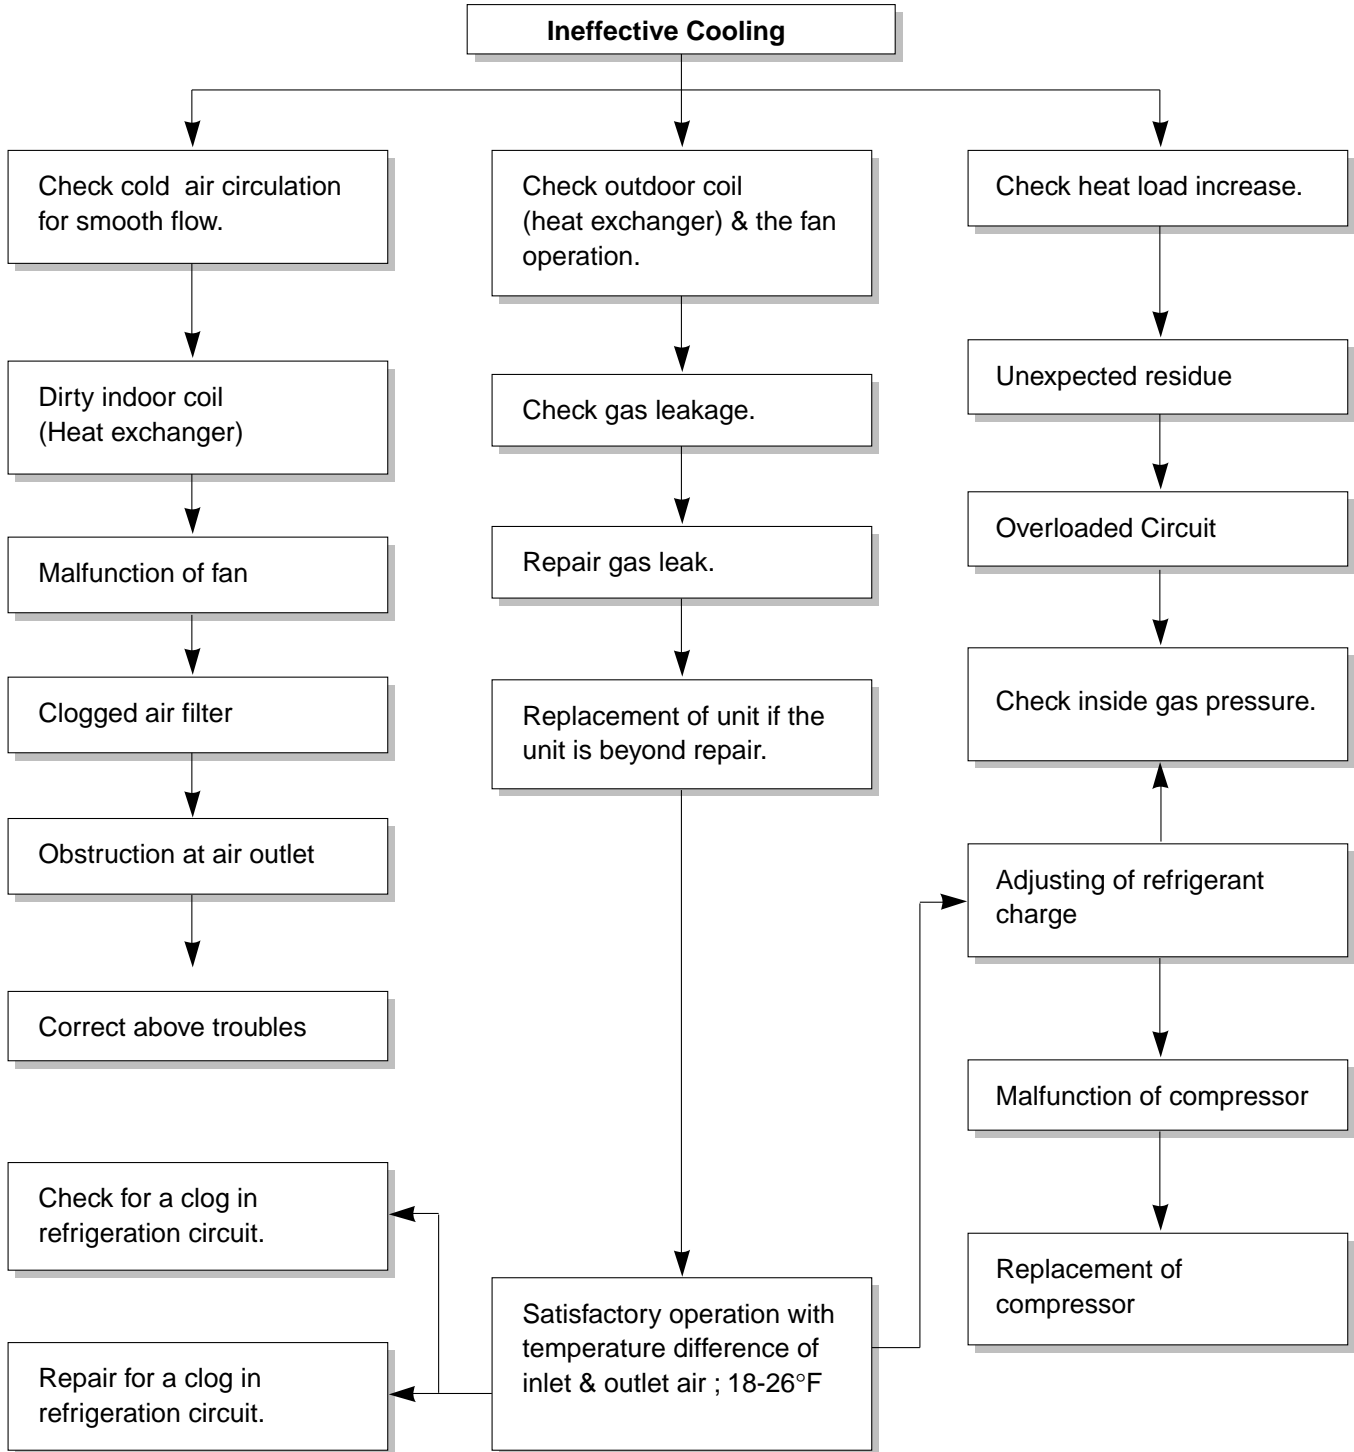 Ineffective Cooling
Check cold air circulation
for smooth flow.
Dirty indoor coil
(Heat exchanger)
Malfunction of fan
Clogged air filter
Obstruction at air outlet
Correct above troubles
Check for a clog in
refrigeration circuit.
Repair for a clog in
refrigeration circuit.
Check outdoor coil
(heat exchanger) & the fan
operation.
Check gas leakage.
Repair gas leak.
Replacement of unit if the
unit is beyond repair.
Satisfactory operation with
temperature difference of
inlet & outlet air ; 18-26°F
Check heat load increase.
Unexpected residue
Overloaded Circuit
Check inside gas pressure.
Adjusting of refrigerant
charge
Malfunction of compressor
Replacement of
compressor